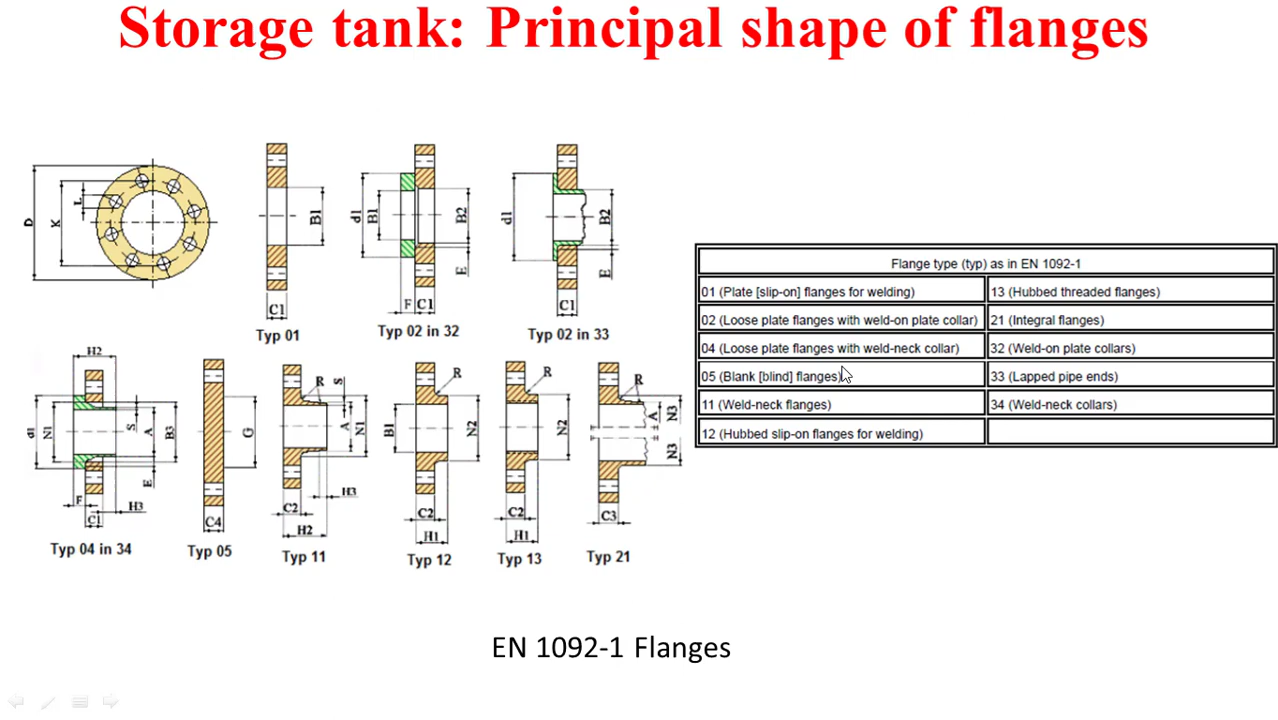 Storage tank: Principal shape of flanges
D
K
L
B1
C1
Typ 01
d1
B1
B2
E
F
C1
Typ 02 in 32
d1
B2
E
C1
Typ 02 in 33
H2
d1
N1
S
A
B3
E
F
H3
C1
Typ 04 in 34
G
C4
Typ 05
R
S
A
N1
H3
C2
H2
Typ 11
R
B1
N2
C2
H1
Typ 12
R
N2
C2
H1
Typ 13
R
A
N3
N3
C3
Typ 21
Flange type (typ) as in EN 1092-1
01 (Plate [slip-on] flanges for welding)
13 (Hubbed threaded flanges)
02 (Loose plate flanges with weld-on plate collar)
21 (Integral flanges)
04 (Loose plate flanges with weld-neck collar)
32 (Weld-on plate collars)
05 (Blank [blind] flanges)
33 (Lapped pipe ends)
11 (Weld-neck flanges)
34 (Weld-neck collars)
12 (Hubbed slip-on flanges for welding)
EN 1092-1 Flanges